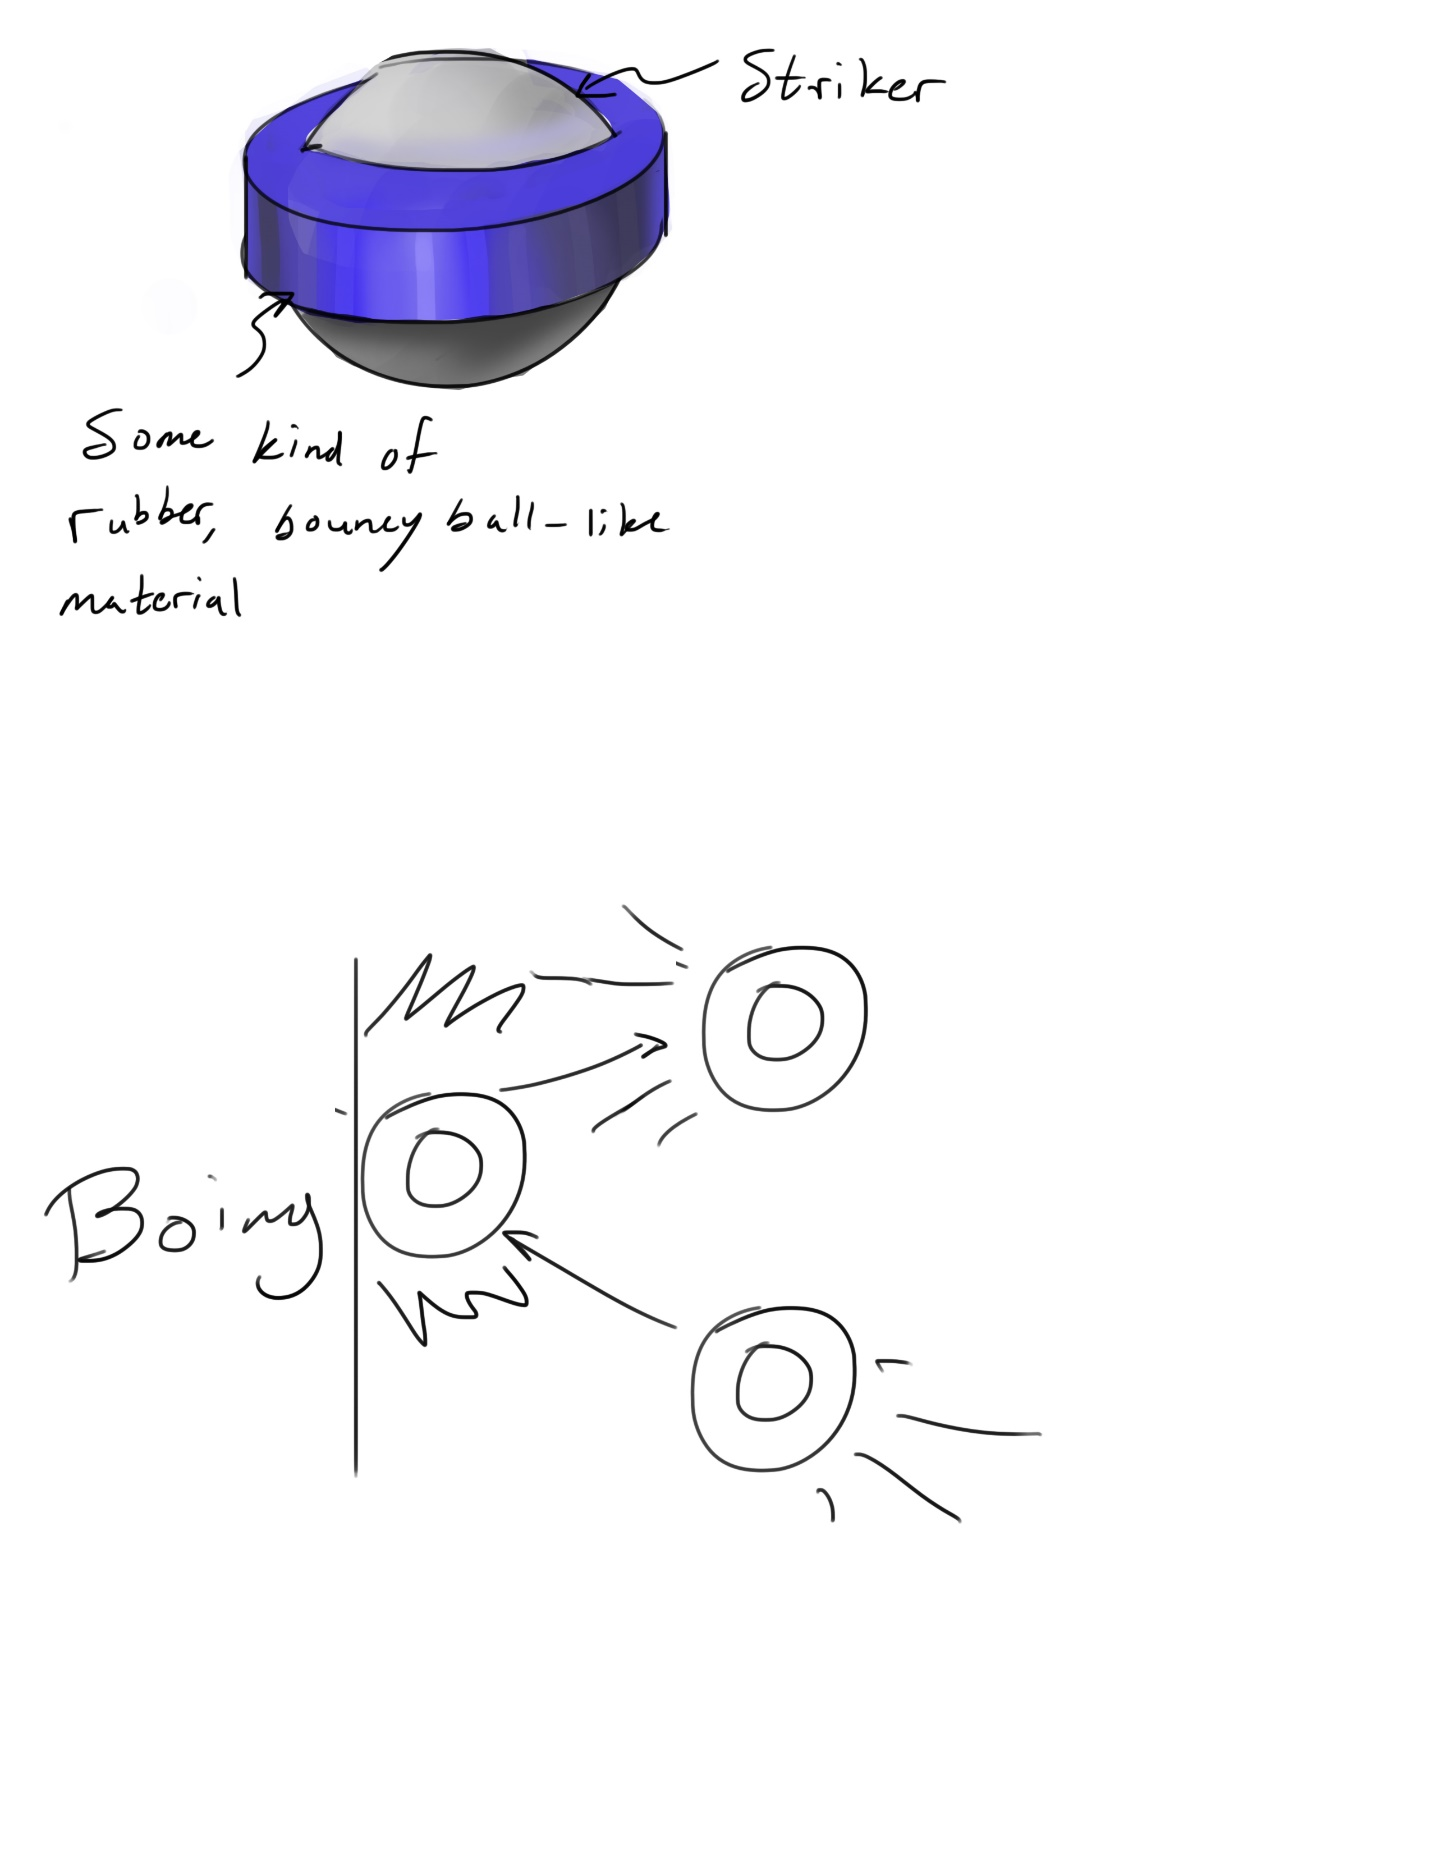 Striker
Some kind of
rubber, bouncy ball-like
material
Boing